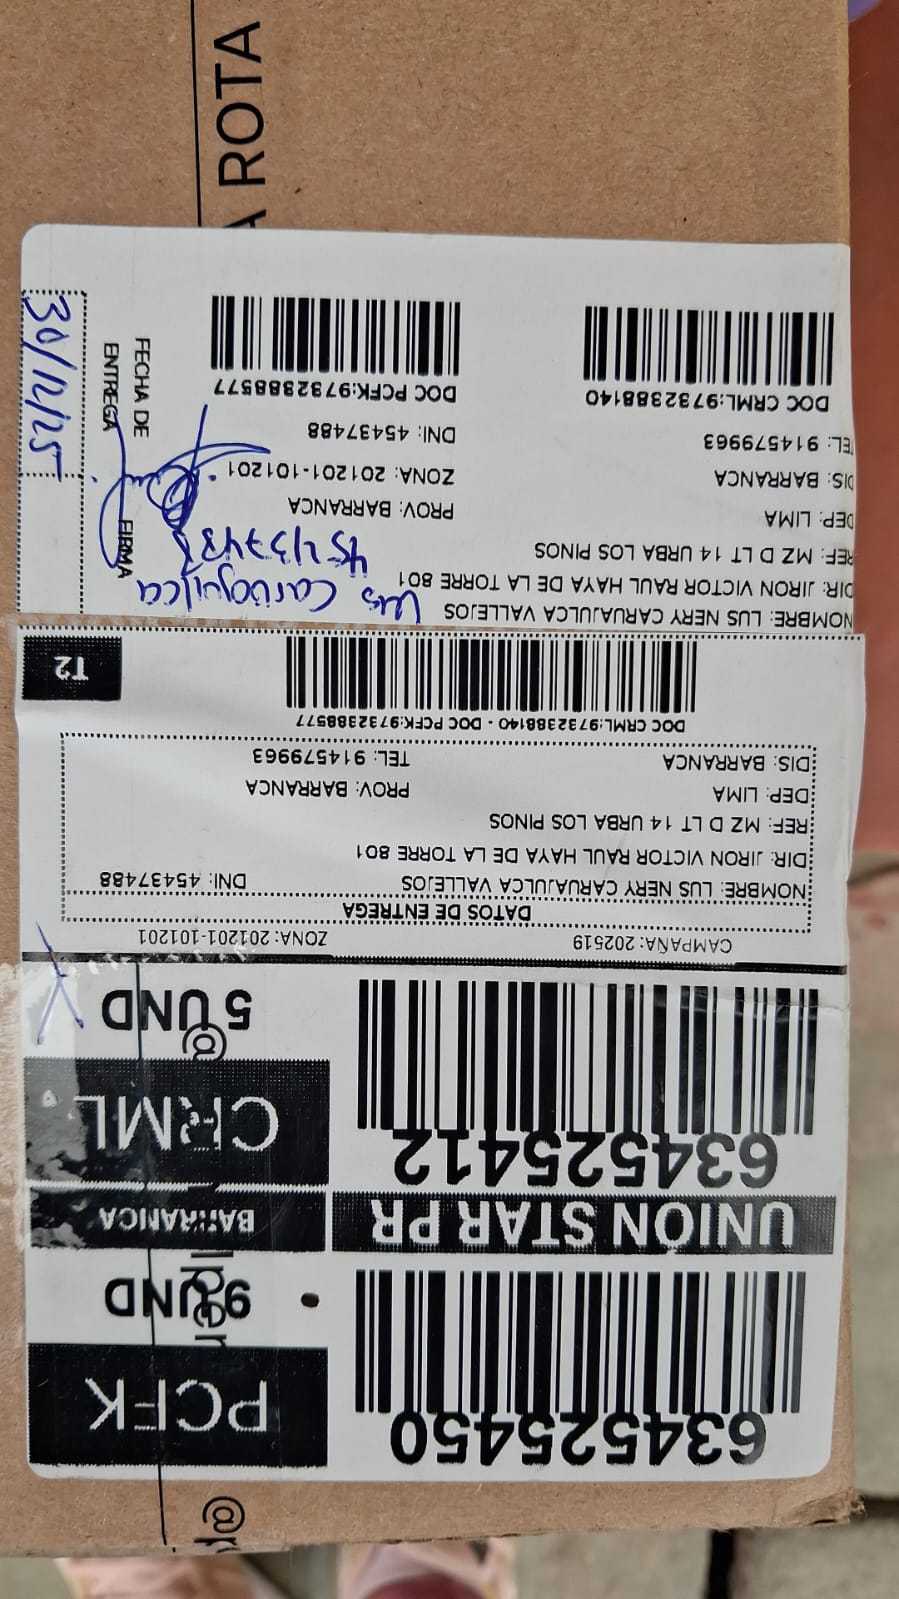 PCFK
634525450
9 UND
UNIÓN STAR PR
BARRANCA
CRML
634525412
5 UND
CAMPAÑA: 202519
ZONA: 201201-101201
DATOS DE ENTREGA
NOMBRE: LUS NERY CARUAJULCA VALLEJOS DNI: 45437488
DIR: JIRON VICTOR RAUL HAYA DE LA TORRE 801
REF: MZ D LT 14 URBA LOS PINOS
DEP: LIMA PROV: BARRANCA
DIS: BARRANCA TEL: 914579963
DOC CRML:9732388140 - DOC PCFK:9732388577
T2
NOMBRE: LUS NERY CARUAJULCA VALLEJOS
DIR: JIRON VICTOR RAUL HAYA DE LA TORRE 801
REF: MZ D LT 14 URBA LOS PINOS
DEP: LIMA PROV: BARRANCA
DIS: BARRANCA ZONA: 201201-101201
TEL: 914579963 DNI: 45437488
DOC CRML:9732388140 DOC PCFK:9732388577
45437488
FIRMA
FECHA DE
ENTREGA
30/12/25
ROTA